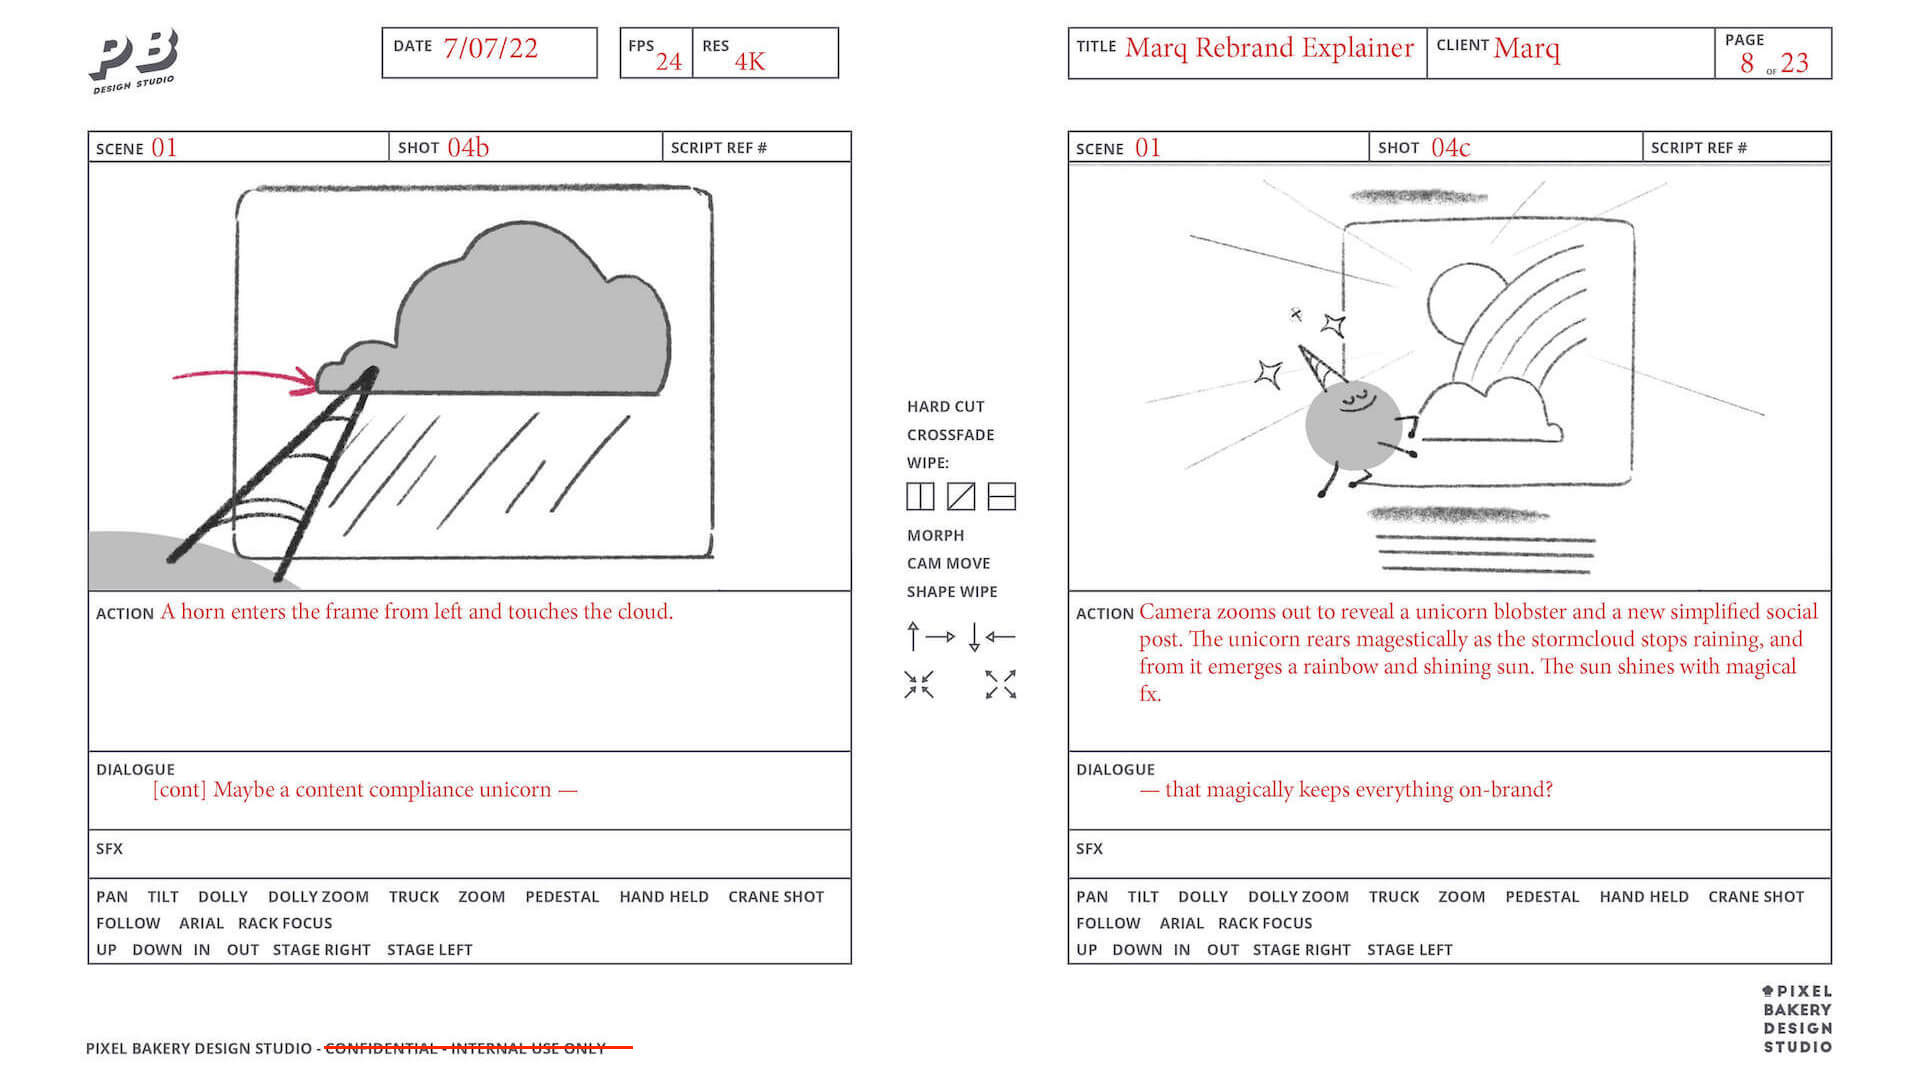 PB
DESIGN STUDIO
DATE 7/07/22
FPS 24
RES 4K
TITLE Marq Rebrand Explainer
CLIENT Marq
PAGE 8 OF 23
SCENE 01
SHOT 04b
SCRIPT REF #
ACTION A horn enters the frame from left and touches the cloud.
DIALOGUE
[cont] Maybe a content compliance unicorn —
SFX
PAN TILT DOLLY DOLLY ZOOM TRUCK ZOOM PEDESTAL HAND HELD CRANE SHOT
FOLLOW ARIAL RACK FOCUS
UP DOWN IN OUT STAGE RIGHT STAGE LEFT
HARD CUT
CROSSFADE
WIPE:
MORPH
CAM MOVE
SHAPE WIPE
SCENE 01
SHOT 04c
SCRIPT REF #
ACTION Camera zooms out to reveal a unicorn blobster and a new simplified social
post. The unicorn rears magestically as the stormcloud stops raining, and
from it emerges a rainbow and shining sun. The sun shines with magical
fx.
DIALOGUE
— that magically keeps everything on-brand?
SFX
PAN TILT DOLLY DOLLY ZOOM TRUCK ZOOM PEDESTAL HAND HELD CRANE SHOT
FOLLOW ARIAL RACK FOCUS
UP DOWN IN OUT STAGE RIGHT STAGE LEFT
PIXEL BAKERY DESIGN STUDIO - CONFIDENTIAL - INTERNAL USE ONLY
PIXEL
BAKERY
DESIGN
STUDIO